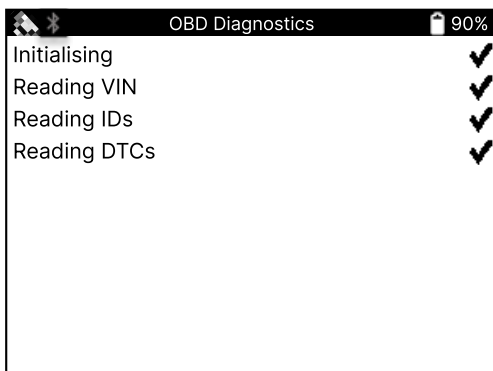 OBD Diagnostics 90%
Initialising
Reading VIN
Reading IDs
Reading DTCs